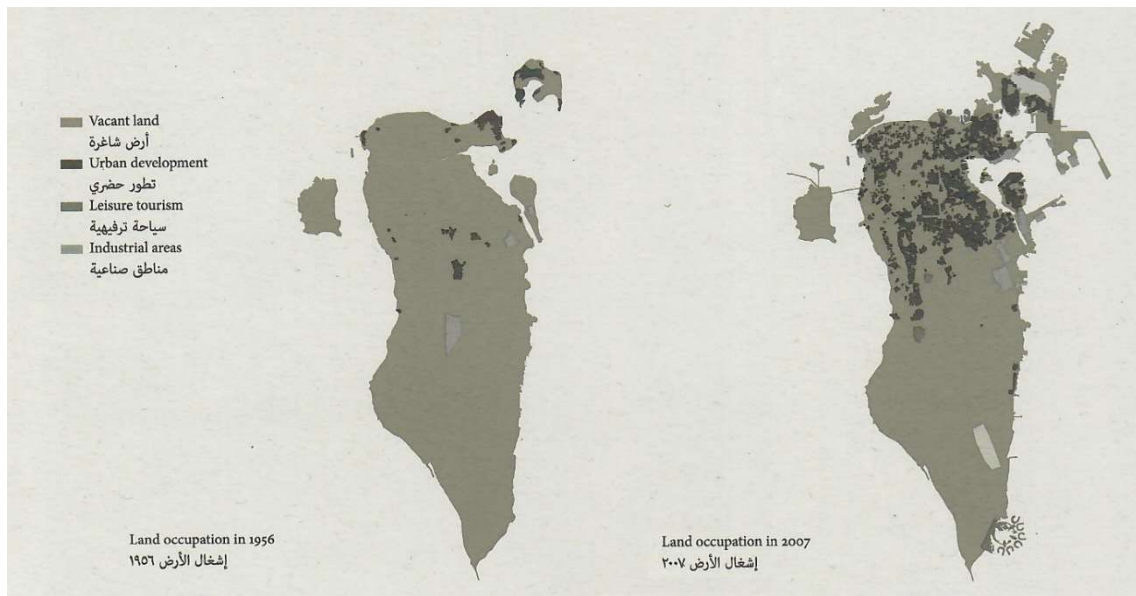 Vacant land
أرض شاغرة
Urban development
تطور حضري
Leisure tourism
سياحة ترفيهية
Industrial areas
مناطق صناعية
Land occupation in 1956
إشغال الأرض ١٩٥٦
Land occupation in 2007
إشغال الأرض ٢٠٠٧